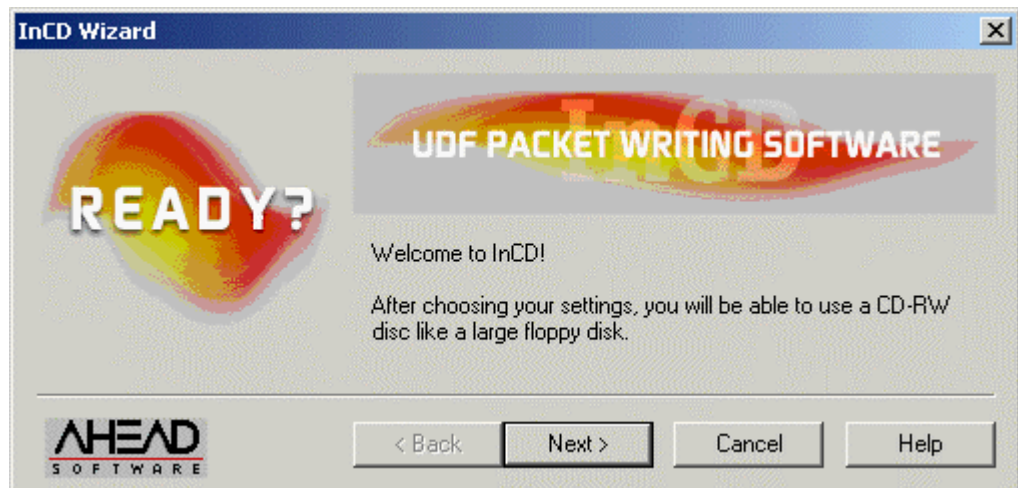 InCD Wizard
InCD
UDF PACKET WRITING SOFTWARE
READY?
Welcome to InCD!
After choosing your settings, you will be able to use a CD-RW
disc like a large floppy disk.
AHEAD
SOFTWARE
< Back
Next >
Cancel
Help